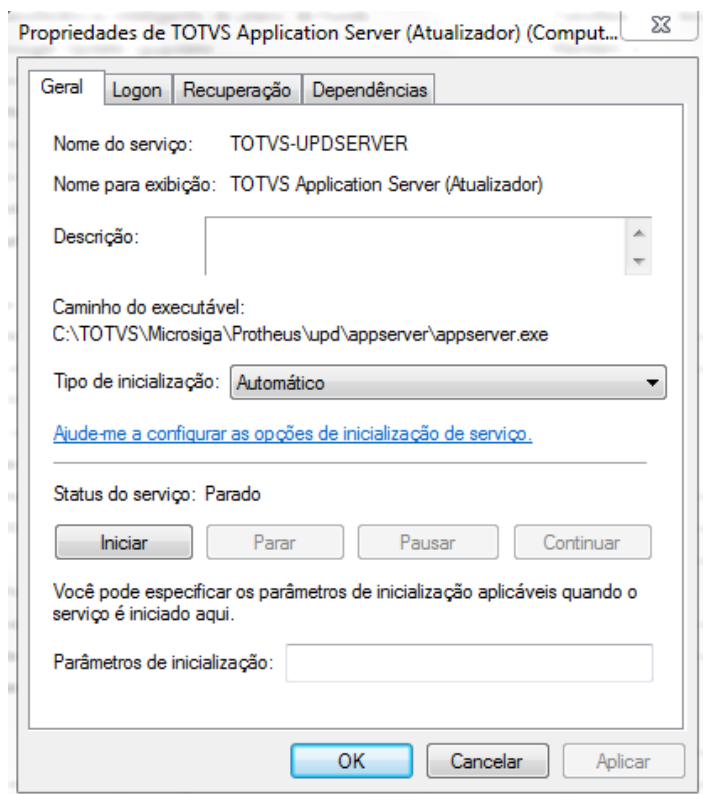 Propriedades de TOTVS Application Server (Atualizador) (Comput...
Geral Logon Recuperação Dependências
Nome do serviço: TOTVS-UPDSERVER
Nome para exibição: TOTVS Application Server (Atualizador)
Descrição:
Caminho do executável:
C:\TOTVS\Microsiga\Protheus\upd\appserver\appserver.exe
Tipo de inicialização: Automático
Ajude-me a configurar as opções de inicialização de serviço.
Status do serviço: Parado
Iniciar Parar Pausar Continuar
Você pode especificar os parâmetros de inicialização aplicáveis quando o
serviço é iniciado aqui.
Parâmetros de inicialização:
OK Cancelar Aplicar